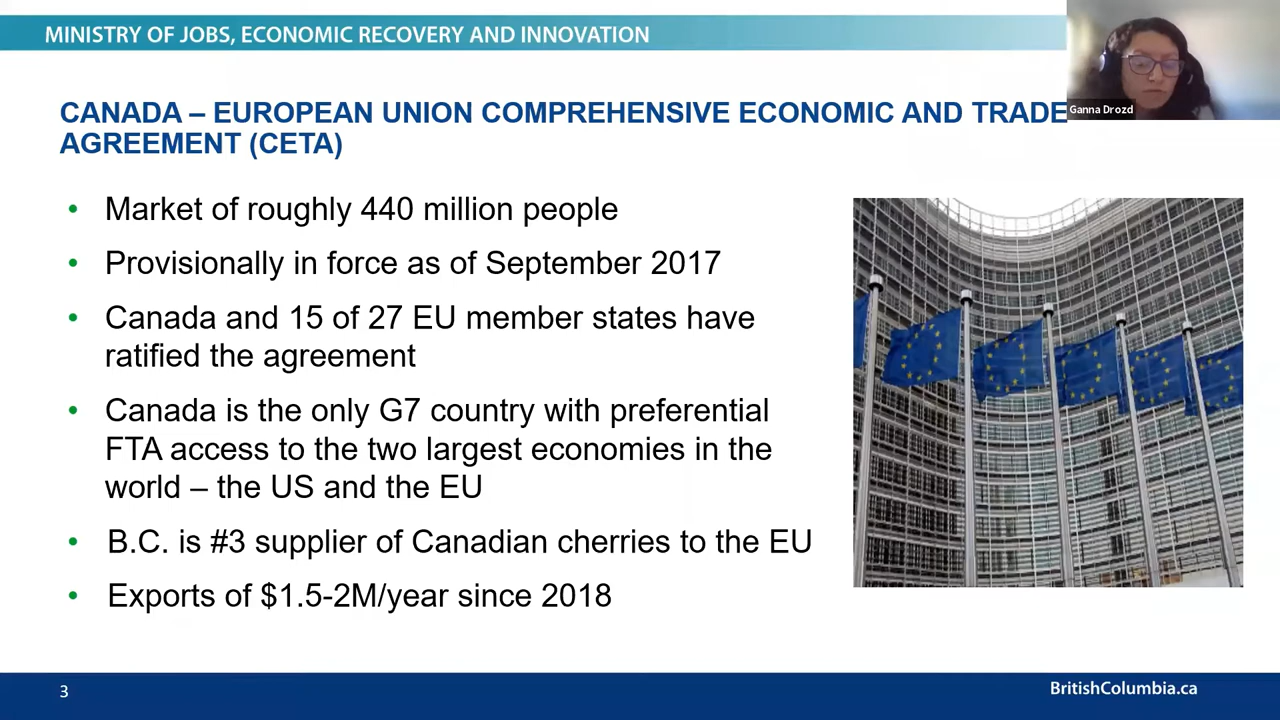 MINISTRY OF JOBS, ECONOMIC RECOVERY AND INNOVATION
Ganna Drozd
CANADA – EUROPEAN UNION COMPREHENSIVE ECONOMIC AND TRADE
AGREEMENT (CETA)
• Market of roughly 440 million people
• Provisionally in force as of September 2017
• Canada and 15 of 27 EU member states have
ratified the agreement
• Canada is the only G7 country with preferential
FTA access to the two largest economies in the
world – the US and the EU
• B.C. is #3 supplier of Canadian cherries to the EU
• Exports of $1.5-2M/year since 2018
3
BritishColumbia.ca